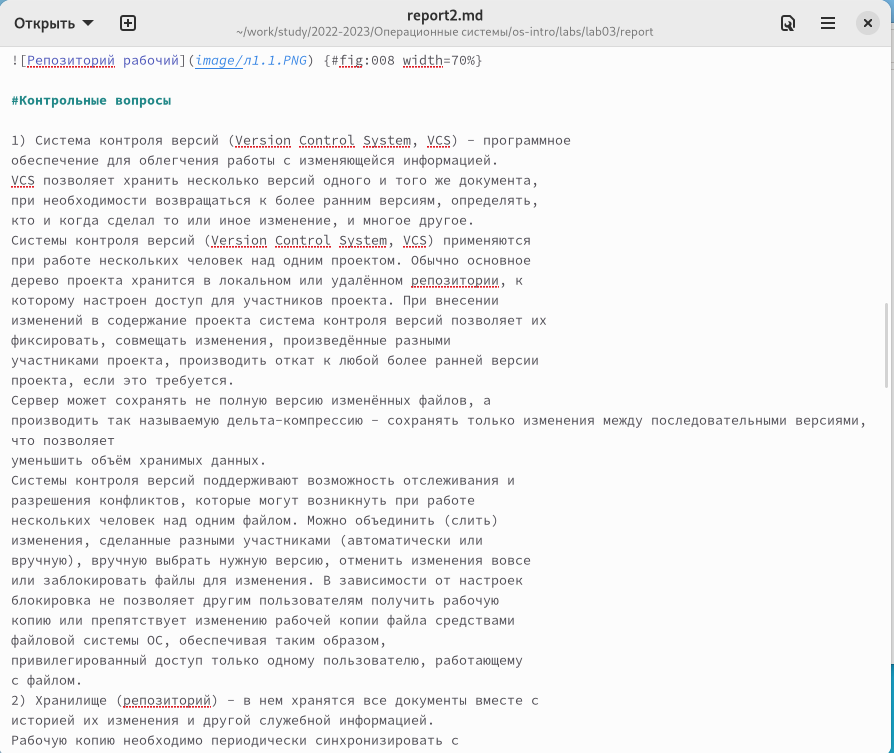 Открыть
report2.md
~/work/study/2022-2023/Операционные системы/os-intro/labs/lab03/report
![Репозиторий рабочий](image/л1.1.PNG) {#fig:008 width=70%}
#Контрольные вопросы
1) Система контроля версий (Version Control System, VCS) – программное
обеспечение для облегчения работы с изменяющейся информацией.
VCS позволяет хранить несколько версий одного и того же документа,
при необходимости возвращаться к более ранним версиям, определять,
кто и когда сделал то или иное изменение, и многое другое.
Системы контроля версий (Version Control System, VCS) применяются
при работе нескольких человек над одним проектом. Обычно основное
дерево проекта хранится в локальном или удалённом репозитории, к
которому настроен доступ для участников проекта. При внесении
изменений в содержание проекта система контроля версий позволяет их
фиксировать, совмещать изменения, произведённые разными
участниками проекта, производить откат к любой более ранней версии
проекта, если это требуется.
Сервер может сохранять не полную версию изменённых файлов, а
производить так называемую дельта-компрессию – сохранять только изменения между последовательными версиями,
что позволяет
уменьшить объём хранимых данных.
Системы контроля версий поддерживают возможность отслеживания и
разрешения конфликтов, которые могут возникнуть при работе
нескольких человек над одним файлом. Можно объединить (слить)
изменения, сделанные разными участниками (автоматически или
вручную), вручную выбрать нужную версию, отменить изменения вовсе
или заблокировать файлы для изменения. В зависимости от настроек
блокировка не позволяет другим пользователям получить рабочую
копию или препятствует изменению рабочей копии файла средствами
файловой системы ОС, обеспечивая таким образом,
привилегированный доступ только одному пользователю, работающему
с файлом.
2) Хранилище (репозиторий) – в нем хранятся все документы вместе с
историей их изменения и другой служебной информацией.
Рабочую копию необходимо периодически синхронизировать с